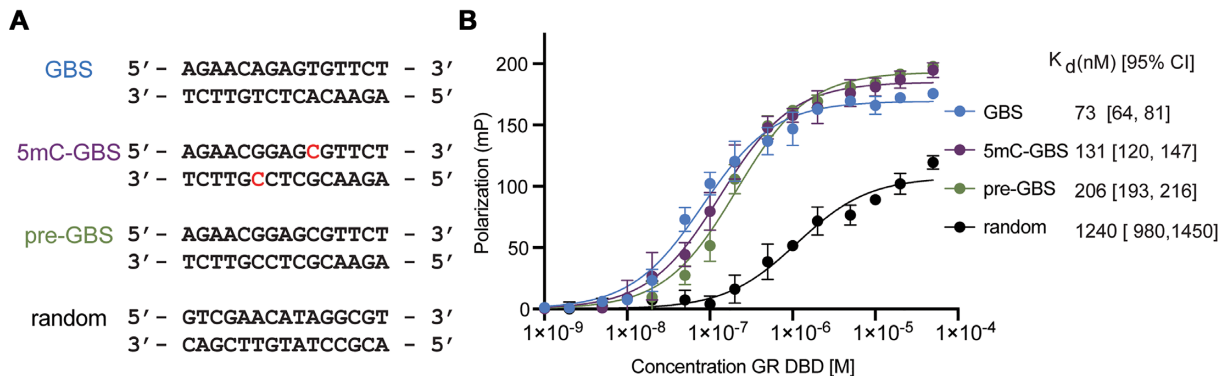 A
GBS 5′– AGAACAGAGTGTTCT – 3′
3′– TCTTGTCTCACAAGA – 5′
5mC-GBS 5′– AGAACGGAGCGTTCT – 3′
3′– TCTTGCCTCGCAAGA – 5′
pre-GBS 5′– AGAACGGAGCGTTCT – 3′
3′– TCTTGCCTCGCAAGA – 5′
random 5′– GTCGAACATAGGCGT – 3′
3′– CAGCTTGTATCCGCA – 5′
B
Polarization (mP)
200
150
100
50
0
1×10⁻⁹ 1×10⁻⁸ 1×10⁻⁷ 1×10⁻⁶ 1×10⁻⁵ 1×10⁻⁴
Concentration GR DBD [M]
Kd(nM) [95% CI]
GBS 73 [64, 81]
5mC-GBS 131 [120, 147]
pre-GBS 206 [193, 216]
random 1240 [ 980,1450]